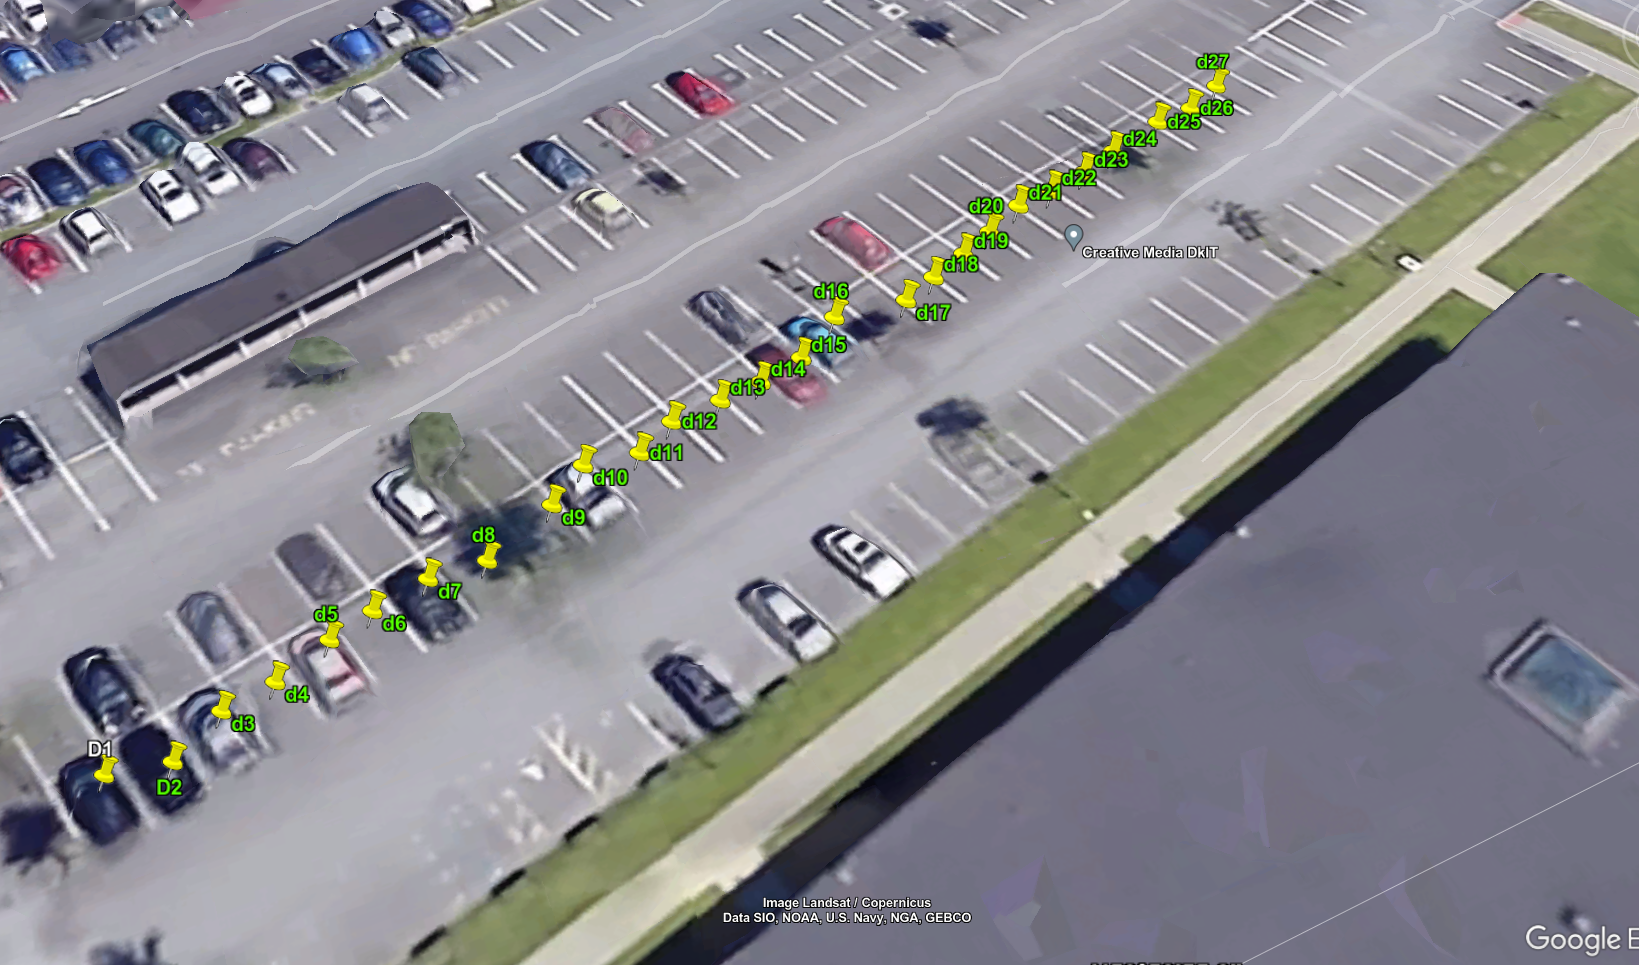 d27
d26
d25
d24
d23
d22
d21
d20
d19
Creative Media DkIT
d18
d16
d17
d15
d14
d13
d12
d11
d10
d9
d8
d7
d5
d6
d4
d3
D1
D2
Image Landsat / Copernicus
Data SIO, NOAA, U.S. Navy, NGA, GEBCO
Google E